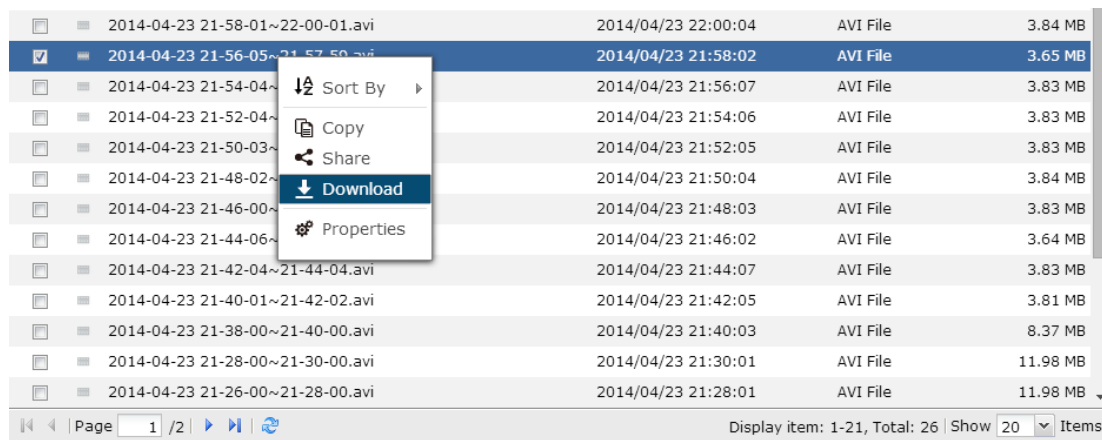 2014-04-23 21-58-01~22-00-01.avi 2014/04/23 22:00:04 AVI File 3.84 MB
2014-04-23 21-56-05~21-57-59.avi 2014/04/23 21:58:02 AVI File 3.65 MB
2014-04-23 21-54-04~ 2014/04/23 21:56:07 AVI File 3.83 MB
Sort By
2014-04-23 21-52-04~ 2014/04/23 21:54:06 AVI File 3.83 MB
Copy
2014-04-23 21-50-03~ 2014/04/23 21:52:05 AVI File 3.83 MB
Share
2014-04-23 21-48-02~ 2014/04/23 21:50:04 AVI File 3.84 MB
Download
2014-04-23 21-46-00~ 2014/04/23 21:48:03 AVI File 3.83 MB
Properties
2014-04-23 21-44-06~ 2014/04/23 21:46:02 AVI File 3.64 MB
2014-04-23 21-42-04~21-44-04.avi 2014/04/23 21:44:07 AVI File 3.83 MB
2014-04-23 21-40-01~21-42-02.avi 2014/04/23 21:42:05 AVI File 3.81 MB
2014-04-23 21-38-00~21-40-00.avi 2014/04/23 21:40:03 AVI File 8.37 MB
2014-04-23 21-28-00~21-30-00.avi 2014/04/23 21:30:01 AVI File 11.98 MB
2014-04-23 21-26-00~21-28-00.avi 2014/04/23 21:28:01 AVI File 11.98 MB
Page 1 /2 Display item: 1-21, Total: 26 Show 20 Items